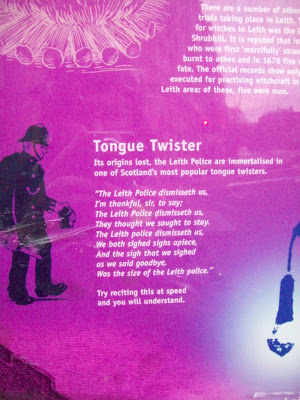 There are a number of other
trials taking place in Leith,
for witches in Leith was the
Shrubhill. It is reputed that
who were first 'mercifully'
burnt to ashes and in 1678 five
fate. The official records show only
executed for practising witchcraft in
Leith area; of these, five were men.
Tongue Twister
Its origins lost, the Leith Police are immortalised in
one of Scotland's most popular tongue twisters.
"The Leith Police dismisseth us,
I'm thankful, sir, to say;
The Leith Police dismisseth us,
They thought we sought to stay.
The Leith police dismisseth us,
We both sighed sighs apiece,
And the sigh that we sighed
as we said goodbye,
Was the size of the Leith police."
Try reciting this at speed
and you will understand.